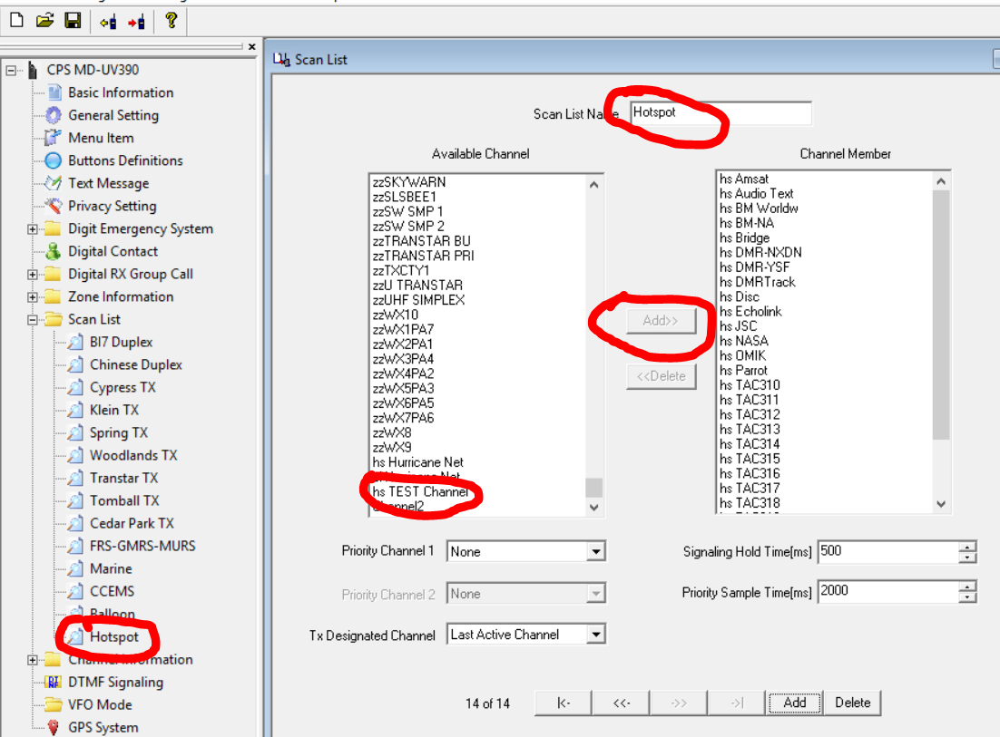 CPS MD-UV390
Basic Information
General Setting
Menu Item
Buttons Definitions
Text Message
Privacy Setting
Digit Emergency System
Digital Contact
Digital RX Group Call
Zone Information
Scan List
BI7 Duplex
Chinese Duplex
Cypress TX
Klein TX
Spring TX
Woodlands TX
Transtar TX
Tomball TX
Cedar Park TX
FRS-GMRS-MURS
Marine
CCEMS
Balloon
Hotspot
Channel Information
DTMF Signaling
VFO Mode
GPS System
Scan List
Scan List Name
Hotspot
Available Channel
zzSKYWARN
zzSLSBEE1
zzSW SMP 1
zzSW SMP 2
zzTRANSTAR BU
zzTRANSTAR PRI
zzTXCTY1
zzU TRANSTAR
zzUHF SIMPLEX
zzWX10
zzWX1PA7
zzWX2PA1
zzWX3PA4
zzWX4PA2
zzWX5PA3
zzWX6PA5
zzWX7PA6
zzWX8
zzWX9
hs Hurricane Net
Hurricane Net
hs TEST Channel
Channel2
Add>>
<<Delete
Channel Member
hs Amsat
hs Audio Text
hs BM Worldw
hs BM-NA
hs Bridge
hs DMR-NXDN
hs DMR-YSF
hs DMRTrack
hs Disc
hs Echolink
hs JSC
hs NASA
hs OMIK
hs Parrot
hs TAC310
hs TAC311
hs TAC312
hs TAC313
hs TAC314
hs TAC315
hs TAC316
hs TAC317
hs TAC318
Priority Channel 1 None
Signaling Hold Time[ms] 500
Priority Channel 2 None
Priority Sample Time[ms] 2000
Tx Designated Channel Last Active Channel
14 of 14 |<- <<- ->> ->| Add Delete